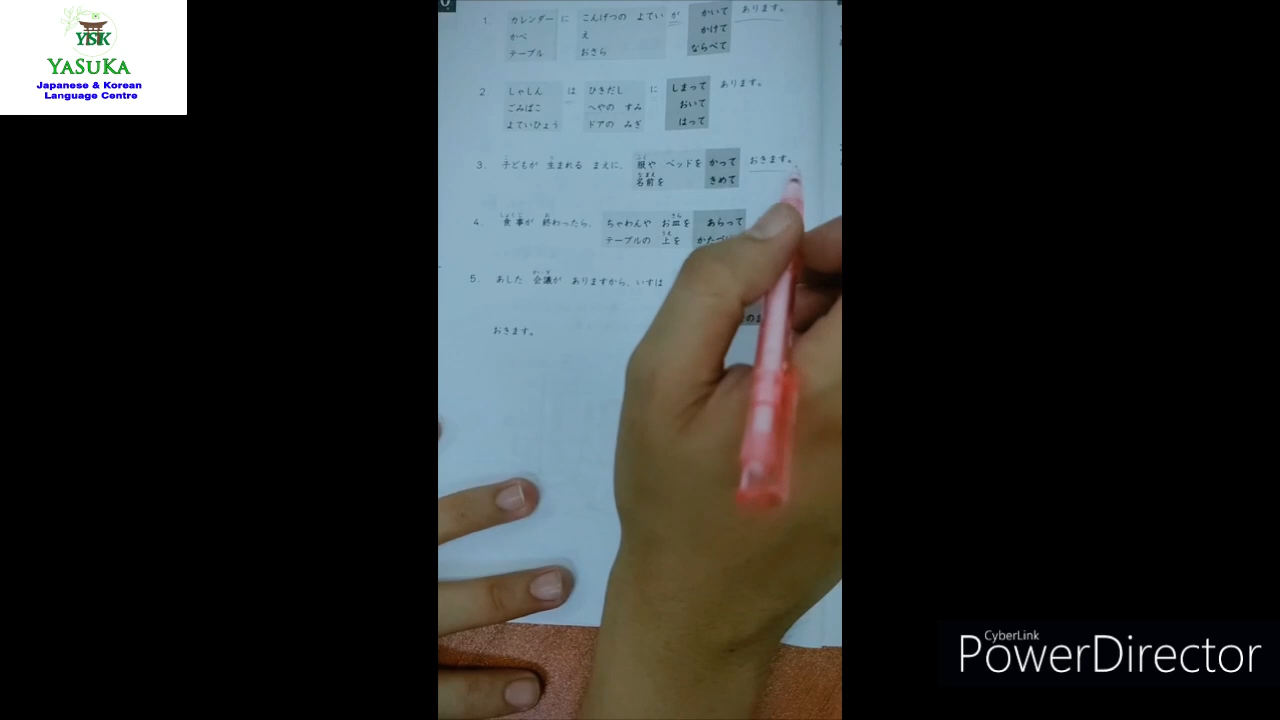 YSK
YASUKA
Japanese & Korean
Language Centre
1. カレンダー に こんげつの よてい が かいて あります。
かべ え かけて
テーブル おさら ならべて
2 しゃしん は ひきだし に しまって あります。
ごみばこ へやの すみ おいて
よていひょう ドアの みぎ はって
3. 子どもが 生まれる まえに、 服や ベッドを かって おきます。
名前を きめて
4. 食事が 終わったら、 ちゃわんや お皿を あらって
テーブルの 上を
5. あした 会議が ありますから、いすは
おきます。
CyberLink
PowerDirector